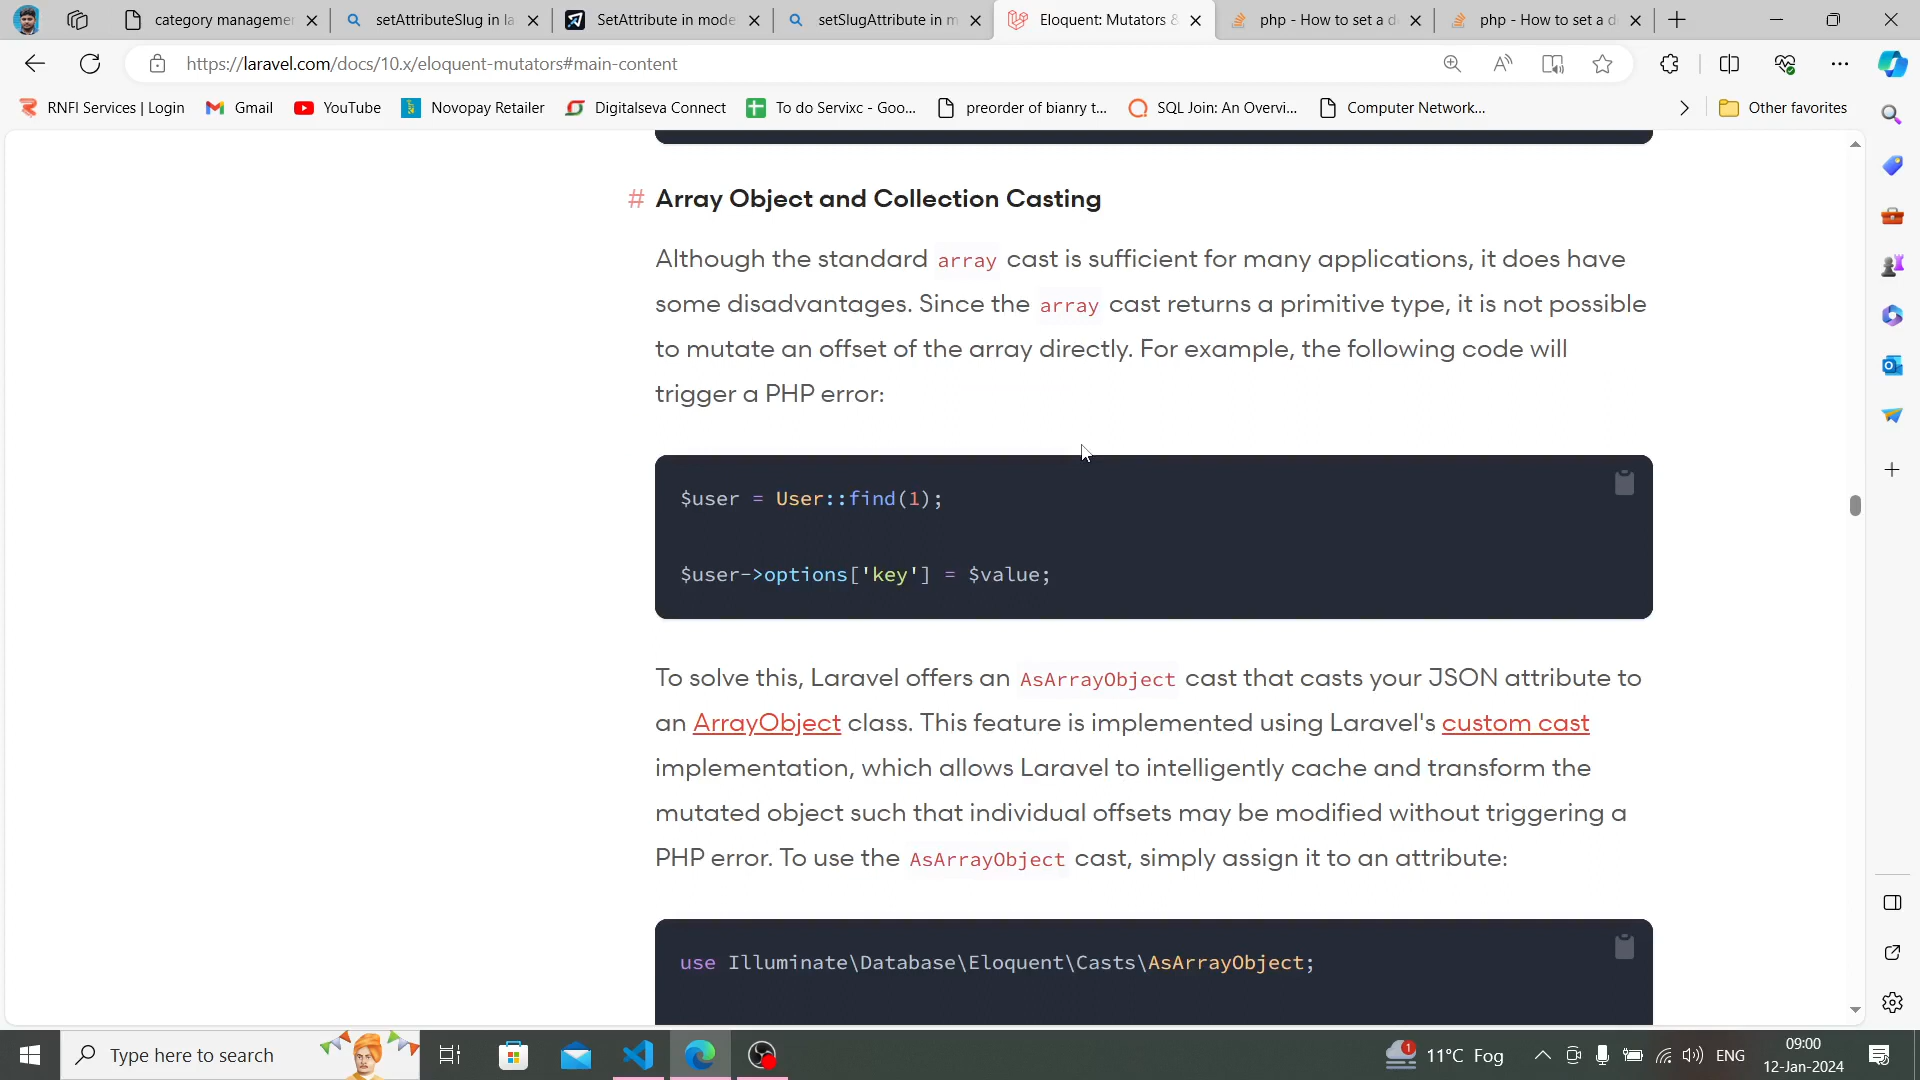 category managemen
setAttributeSlug in la
SetAttribute in mode
setSlugAttribute in m
Eloquent: Mutators &
php - How to set a d
php - How to set a d
https://laravel.com/docs/10.x/eloquent-mutators#main-content
RNFI Services | Login
Gmail
YouTube
Novopay Retailer
Digitalseva Connect
To do Servixc - Goo...
preorder of bianry t...
SQL Join: An Overvi...
Computer Network...
Other favorites
# Array Object and Collection Casting
Although the standard array cast is sufficient for many applications, it does have
some disadvantages. Since the array cast returns a primitive type, it is not possible
to mutate an offset of the array directly. For example, the following code will
trigger a PHP error:
$user = User::find(1);
$user->options['key'] = $value;
To solve this, Laravel offers an AsArrayObject cast that casts your JSON attribute to
an ArrayObject class. This feature is implemented using Laravel's custom cast
implementation, which allows Laravel to intelligently cache and transform the
mutated object such that individual offsets may be modified without triggering a
PHP error. To use the AsArrayObject cast, simply assign it to an attribute:
use Illuminate\Database\Eloquent\Casts\AsArrayObject;
Type here to search
1
11°C Fog
ENG
09:00
12-Jan-2024